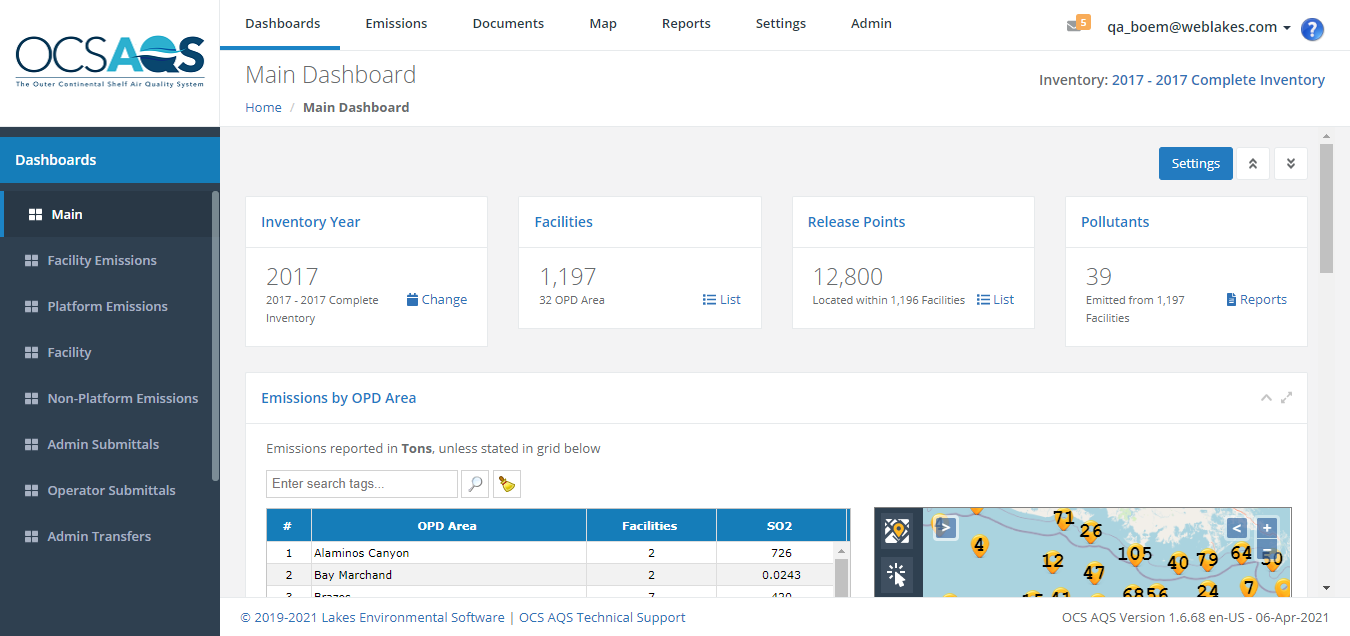 OCSAQS
The Outer Continental Shelf Air Quality System
Dashboards Emissions Documents Map Reports Settings Admin
5 qa_boem@weblakes.com ?
Main Dashboard
Home / Main Dashboard
Inventory: 2017 - 2017 Complete Inventory
Dashboards
Main
Facility Emissions
Platform Emissions
Facility
Non-Platform Emissions
Admin Submittals
Operator Submittals
Admin Transfers
Settings
Inventory Year
2017
2017 - 2017 Complete
Inventory
Change
Facilities
1,197
32 OPD Area
List
Release Points
12,800
Located within 1,196 Facilities
List
Pollutants
39
Emitted from 1,197
Facilities
Reports
Emissions by OPD Area
Emissions reported in Tons, unless stated in grid below
Enter search tags...
# OPD Area Facilities SO2
1 Alaminos Canyon 2 726
2 Bay Marchand 2 0.0243
3 Brazos 7 420
> < + −
71
26
4
12
105
40
79
64
50
47
41
6856
24
7
© 2019-2021 Lakes Environmental Software | OCS AQS Technical Support
OCS AQS Version 1.6.68 en-US - 06-Apr-2021